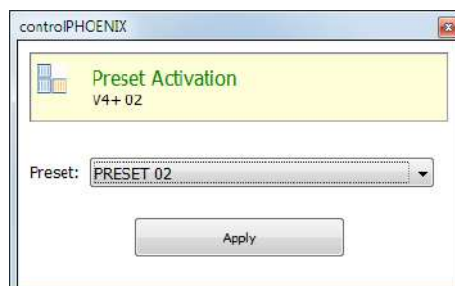 controlPHOENIX
Preset Activation
V4+ 02
Preset: PRESET 02
Apply